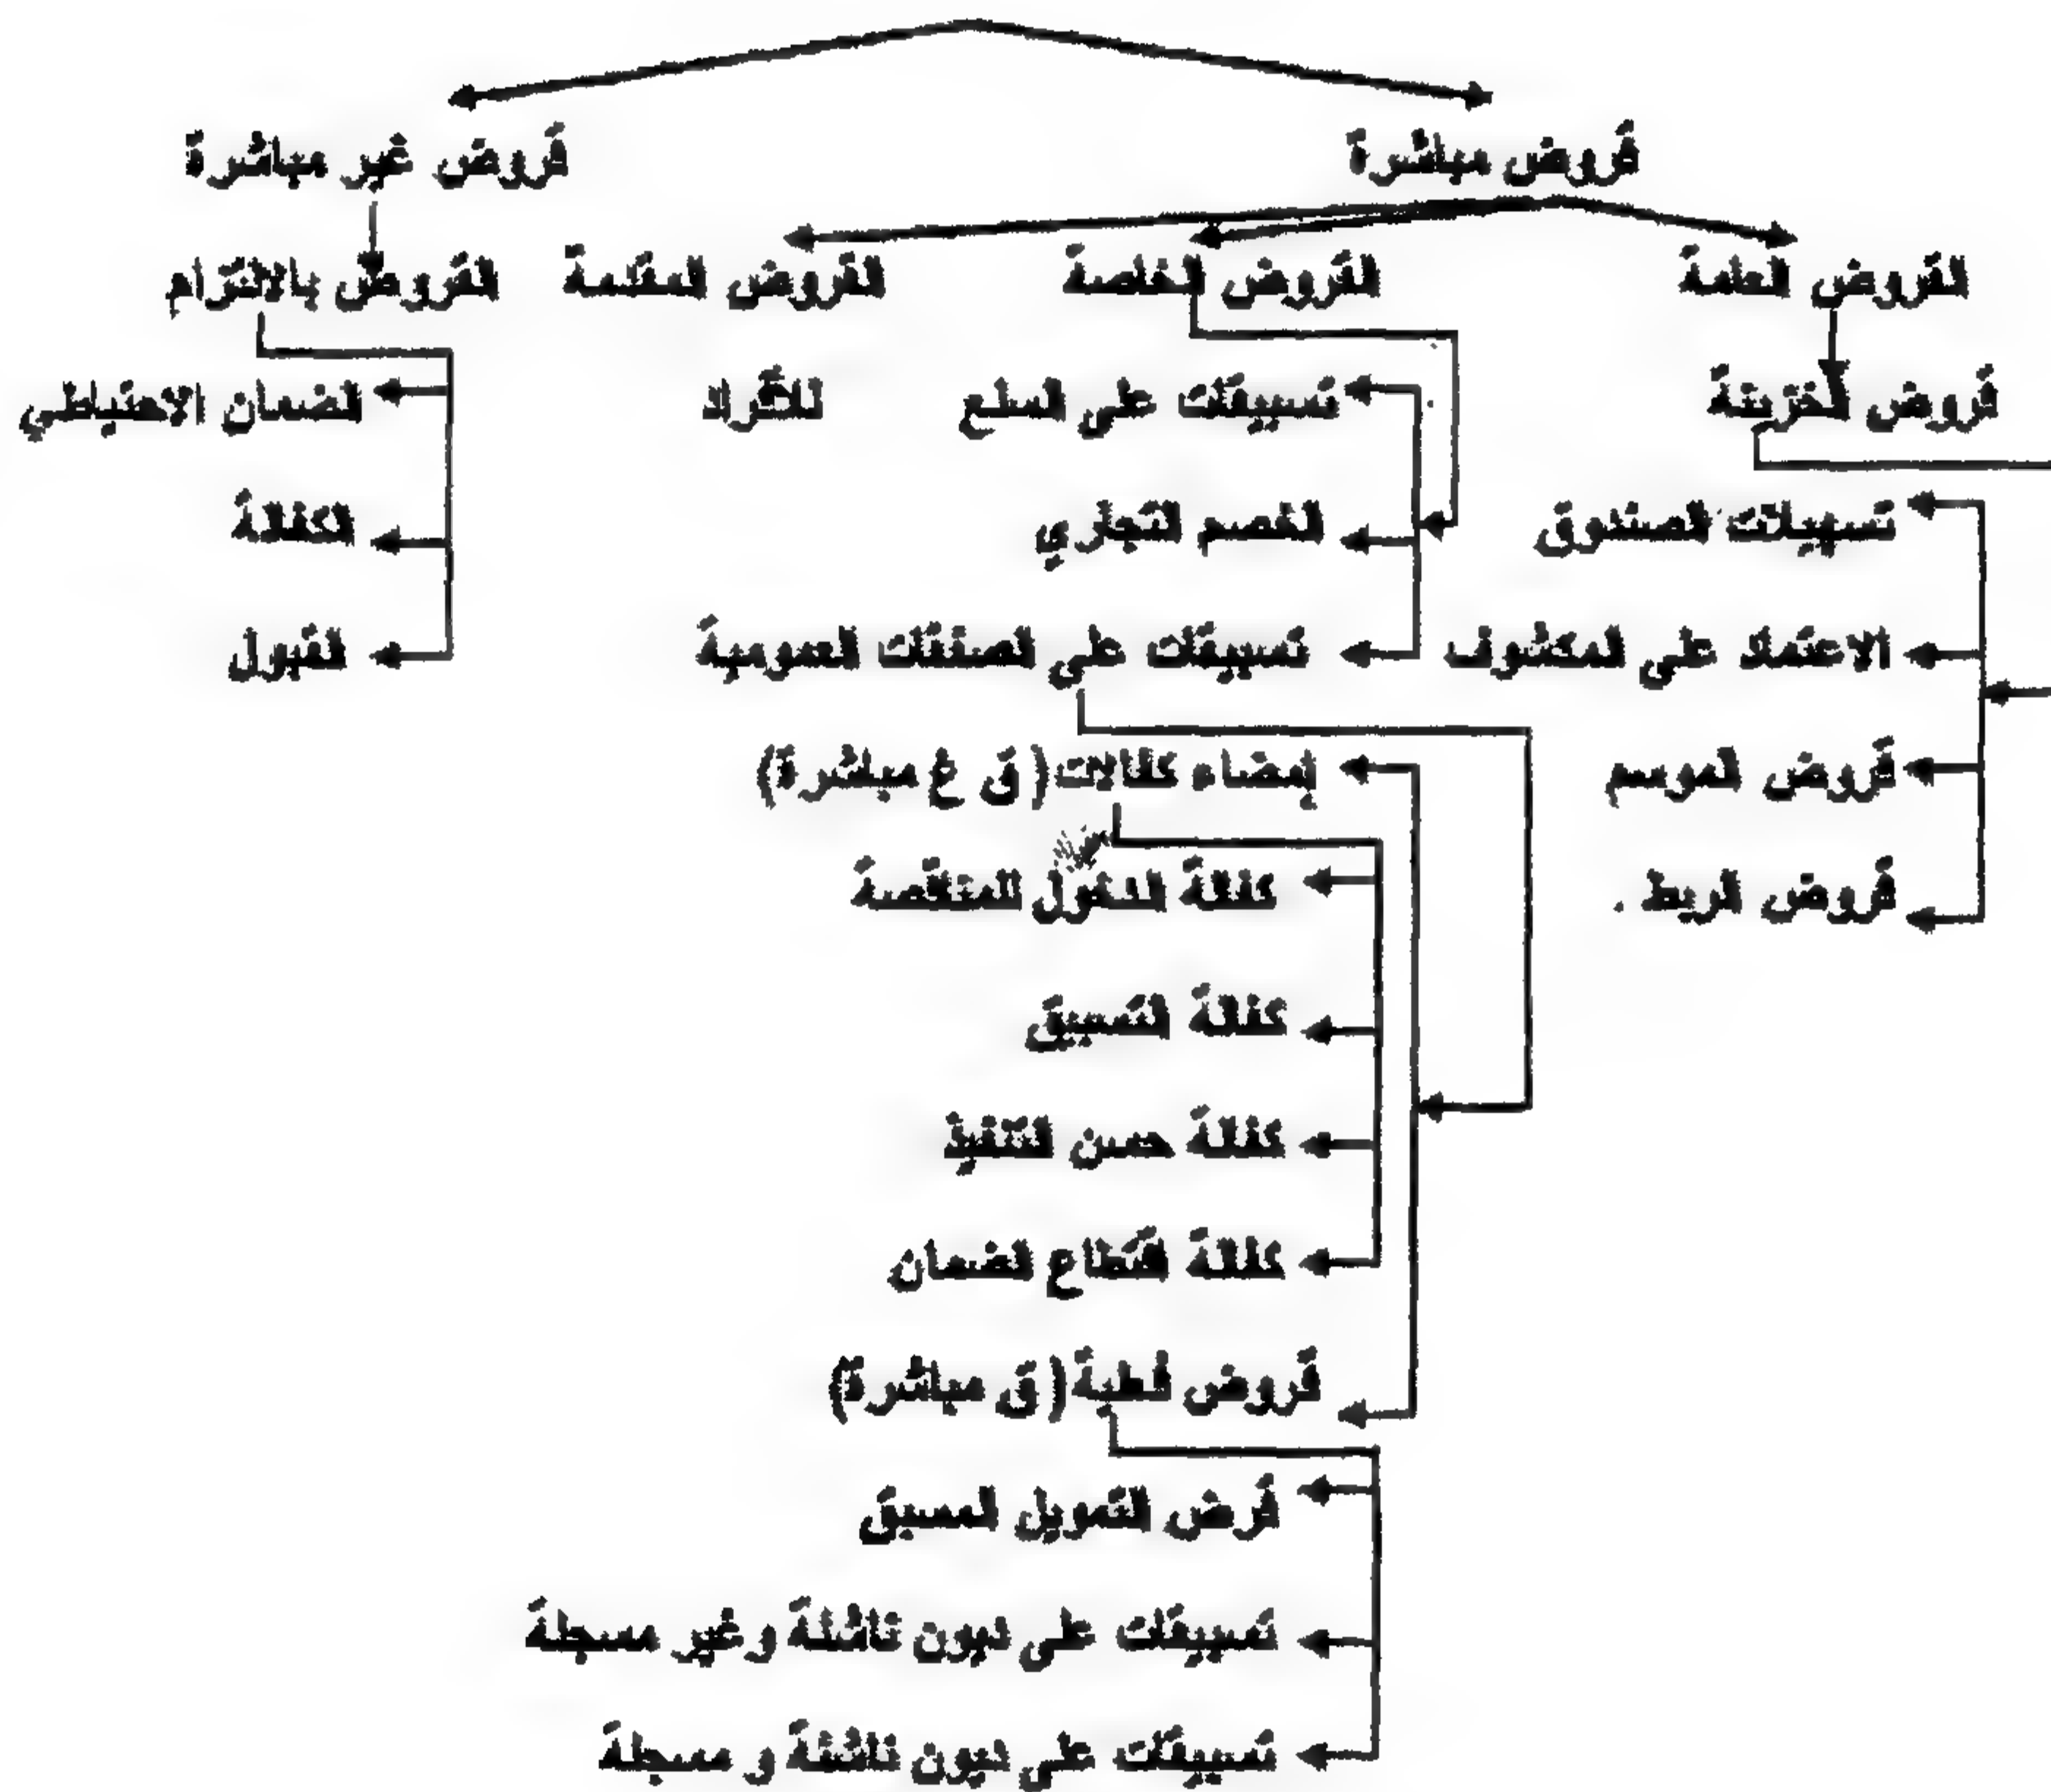 قروض مباشرة
قروض غير مباشرة
القروض العامة
القروض الخاصة
القروض المقدمة
القروض بالالتزام
قروض الخزينة
تسبيقات على السلع
للأفراد
الضمان الاحتياطي
تسهيلات الصندوق
الخصم التجاري
الكفالة
الاعتماد على المكشوف
تسبيقات على الصفقات العمومية
القبول
قروض الموسم
إمضاء كفالات (ق غ مباشرة)
قروض الربط.
كفالة الدخول للمناقصة
كفالة التسبيق
كفالة حسن التنفيذ
كفالة اقتطاع الضمان
قروض فعلية (ق مباشرة)
قرض التمويل المسبق
تسبيقات على ديون ناشئة وغير مسجلة
تسبيقات على ديون ناشئة و مسجلة